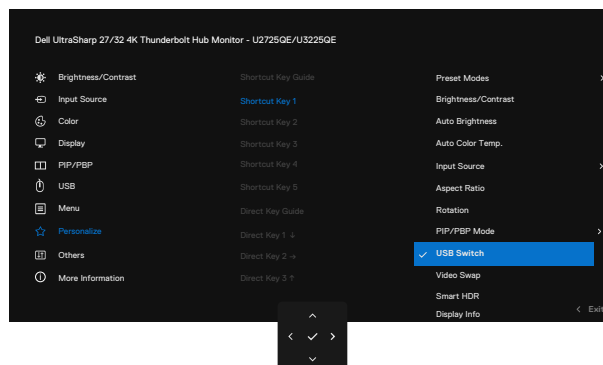 Dell UltraSharp 27/32 4K Thunderbolt Hub Monitor - U2725QE/U3225QE
Brightness/Contrast
Input Source
Color
Display
PIP/PBP
USB
Menu
Personalize
Others
More Information
Shortcut Key Guide
Shortcut Key 1
Shortcut Key 2
Shortcut Key 3
Shortcut Key 4
Shortcut Key 5
Direct Key Guide
Direct Key 1 ↓
Direct Key 2 →
Direct Key 3 ↑
Preset Modes
Brightness/Contrast
Auto Brightness
Auto Color Temp.
Input Source
Aspect Ratio
Rotation
PIP/PBP Mode
USB Switch
Video Swap
Smart HDR
Display Info
Exit